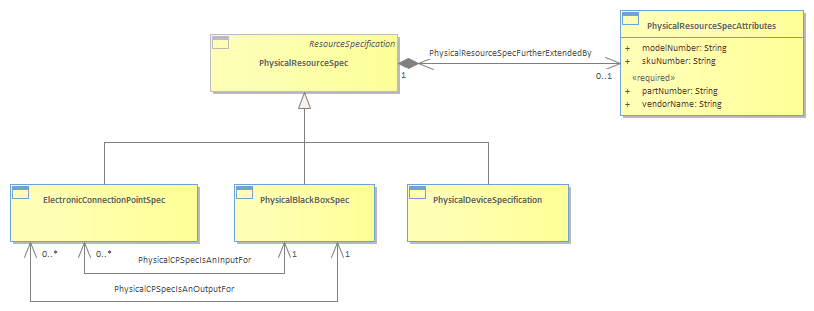 ResourceSpecification
PhysicalResourceSpec
1
PhysicalResourceSpecFurtherExtendedBy
0..1
PhysicalResourceSpecAttributes
+ modelNumber: String
+ skuNumber: String
«required»
+ partNumber: String
+ vendorName: String
ElectronicConnectionPointSpec
PhysicalBlackBoxSpec
PhysicalDeviceSpecification
0..*
0..*
1
1
PhysicalCPSpecIsAnInputFor
PhysicalCPSpecIsAnOutputFor